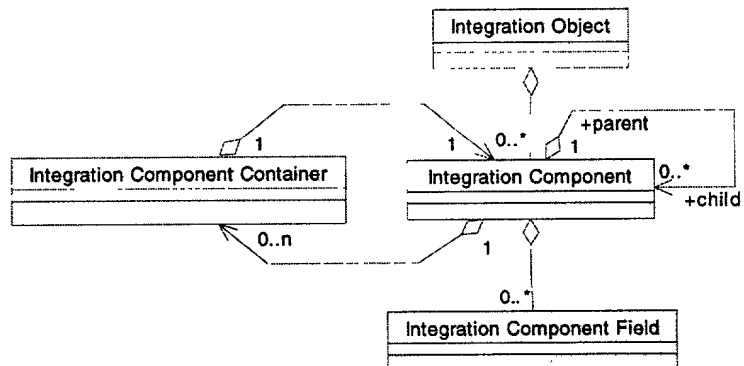 Integration Object
+parent
1
1
0..*
1
0..*
Integration Component Container
Integration Component
+child
0..n
1
0..*
Integration Component Field